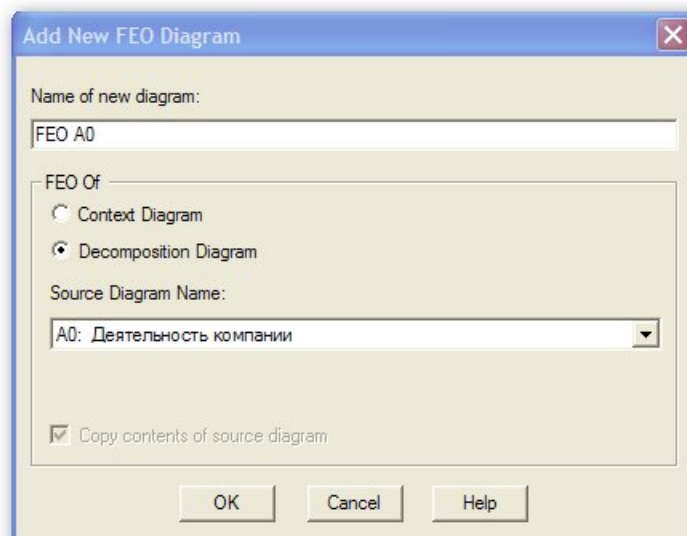 Add New FEO Diagram
Name of new diagram:
FEO A0
FEO Of
Context Diagram
Decomposition Diagram
Source Diagram Name:
A0: Деятельность компании
Copy contents of source diagram
OK Cancel Help